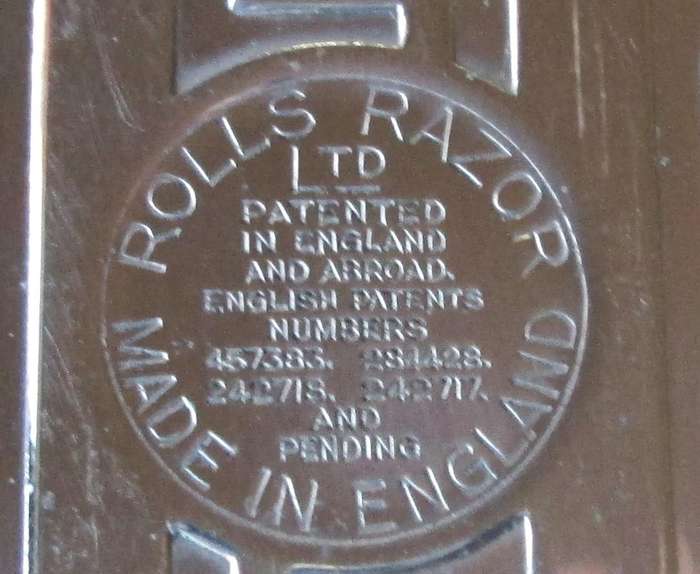 ROLLS RAZOR
LTD
PATENTED
IN ENGLAND
AND ABROAD.
ENGLISH PATENTS
NUMBERS
457383. 284428.
242718. 242717.
AND
PENDING
MADE IN ENGLAND